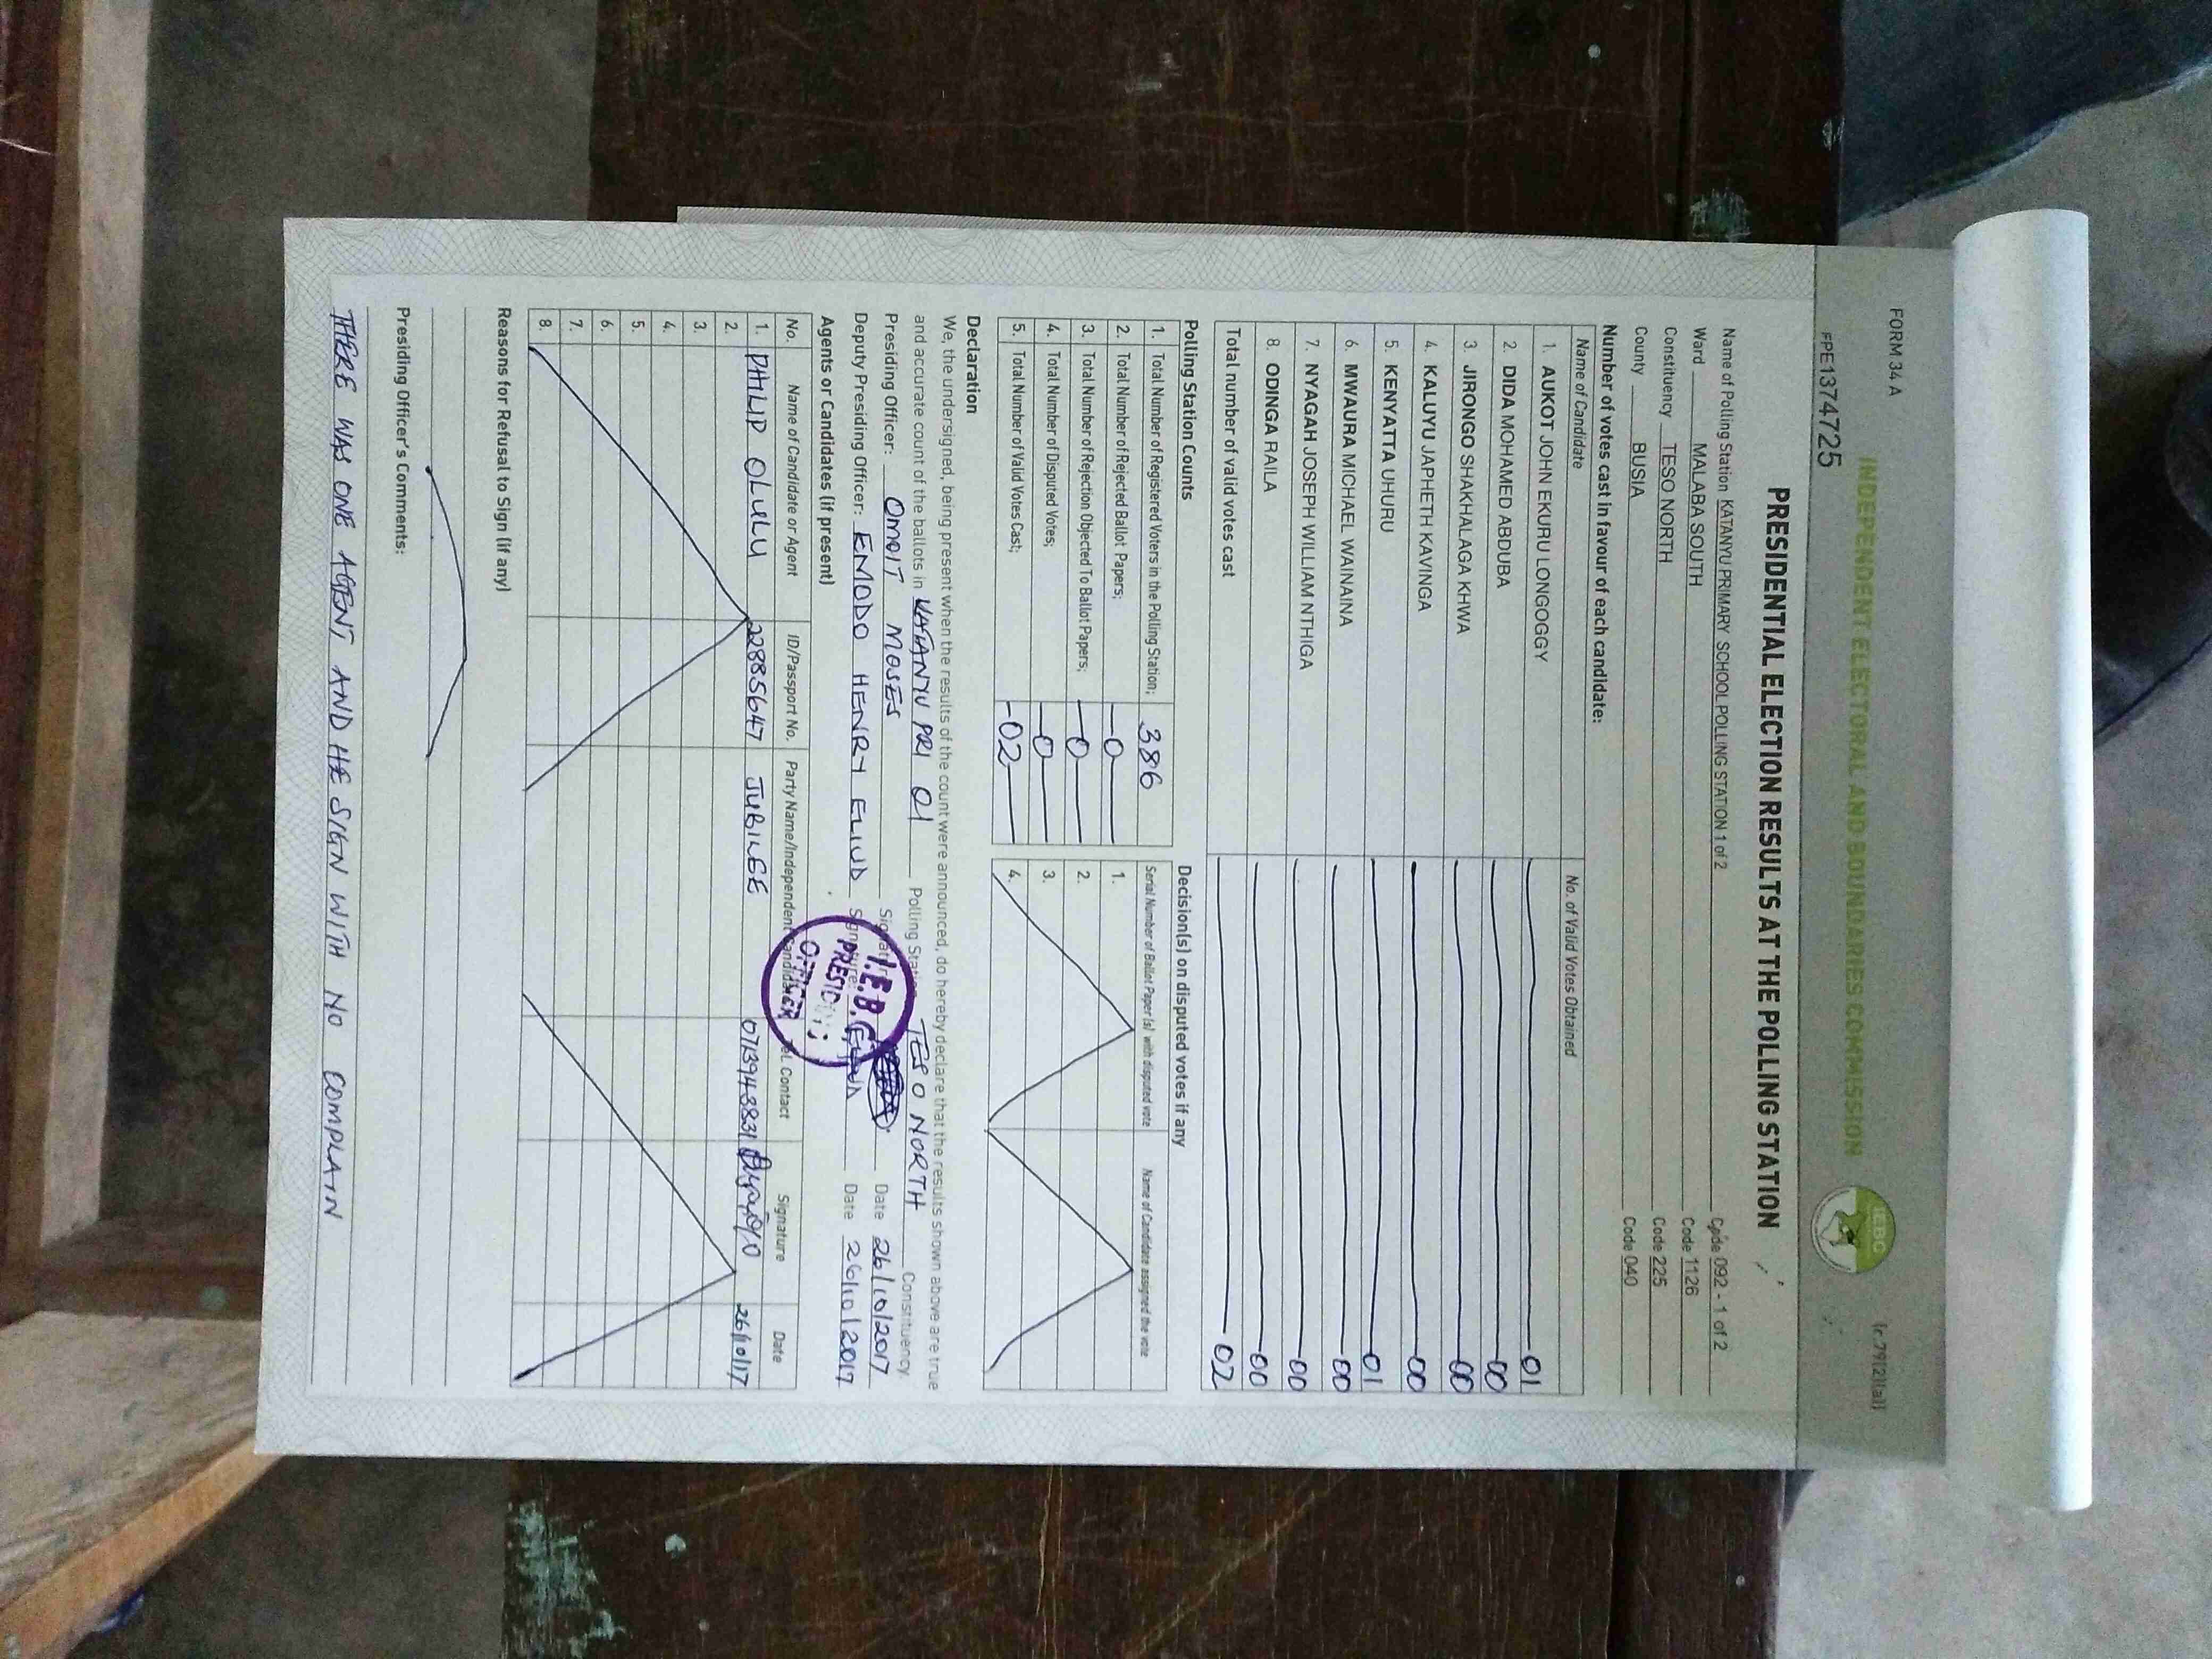 FORM 34 A
(r.79(2)(a))
INDEPENDENT ELECTORAL AND BOUNDARIES COMMISSION
IEBC
FPE1374725
PRESIDENTIAL ELECTION RESULTS AT THE POLLING STATION
Name of Polling Station KATANYU PRIMARY SCHOOL POLLING STATION 1 of 2 Code 092 - 1 of 2
Ward MALABA SOUTH Code 1126
Constituency TESO NORTH Code 225
County BUSIA Code 040
Number of votes cast in favour of each candidate:
Name of Candidate No. of Valid Votes Obtained
1. AUKOT JOHN EKURU LONGOGGY 01
2. DIDA MOHAMED ABDUBA 00
3. JIRONGO SHAKHALAGA KHWA 00
4. KALUYU JAPHETH KAVINGA 00
5. KENYATTA UHURU 01
6. MWAURA MICHAEL WAINAINA 00
7. NYAGAH JOSEPH WILLIAM NTHIGA 00
8. ODINGA RAILA 00
Total number of valid votes cast 02
Polling Station Counts
1. Total Number of Registered Voters in the Polling Station; 386
2. Total Number of Rejected Ballot Papers; 0
3. Total Number of Rejection Objected To Ballot Papers; 0
4. Total Number of Disputed Votes; 0
5. Total Number of Valid Votes Cast; 02
Decision(s) on disputed votes if any
Serial Number of Ballot Paper (s) with disputed vote Name of Candidate assigned the vote
1.
2.
3.
4.
Declaration
We, the undersigned, being present when the results of the count were announced, do hereby declare that the results shown above are true
and accurate count of the ballots in KATANYU PRI 01 Polling Station TESO NORTH Constituency
Presiding Officer: OMOIT MOSES Signature Date 26/10/2017
Deputy Presiding Officer: EMODO HENRY ELIUD Signature Date 26/10/2017
I.E.B.C
PRESIDING
OFFICER
Agents or Candidates (if present)
No. Name of Candidate or Agent ID/Passport No. Party Name/Independent Candidate Tel. Contact Signature Date
1. PHILIP OLULU 22885647 JUBILEE 0713943831 26/10/17
2.
3.
4.
5.
6.
7.
8.
Reasons for Refusal to Sign (if any)
Presiding Officer's Comments:
THERE WAS ONE AGENT AND HE SIGN WITH NO COMPLAIN